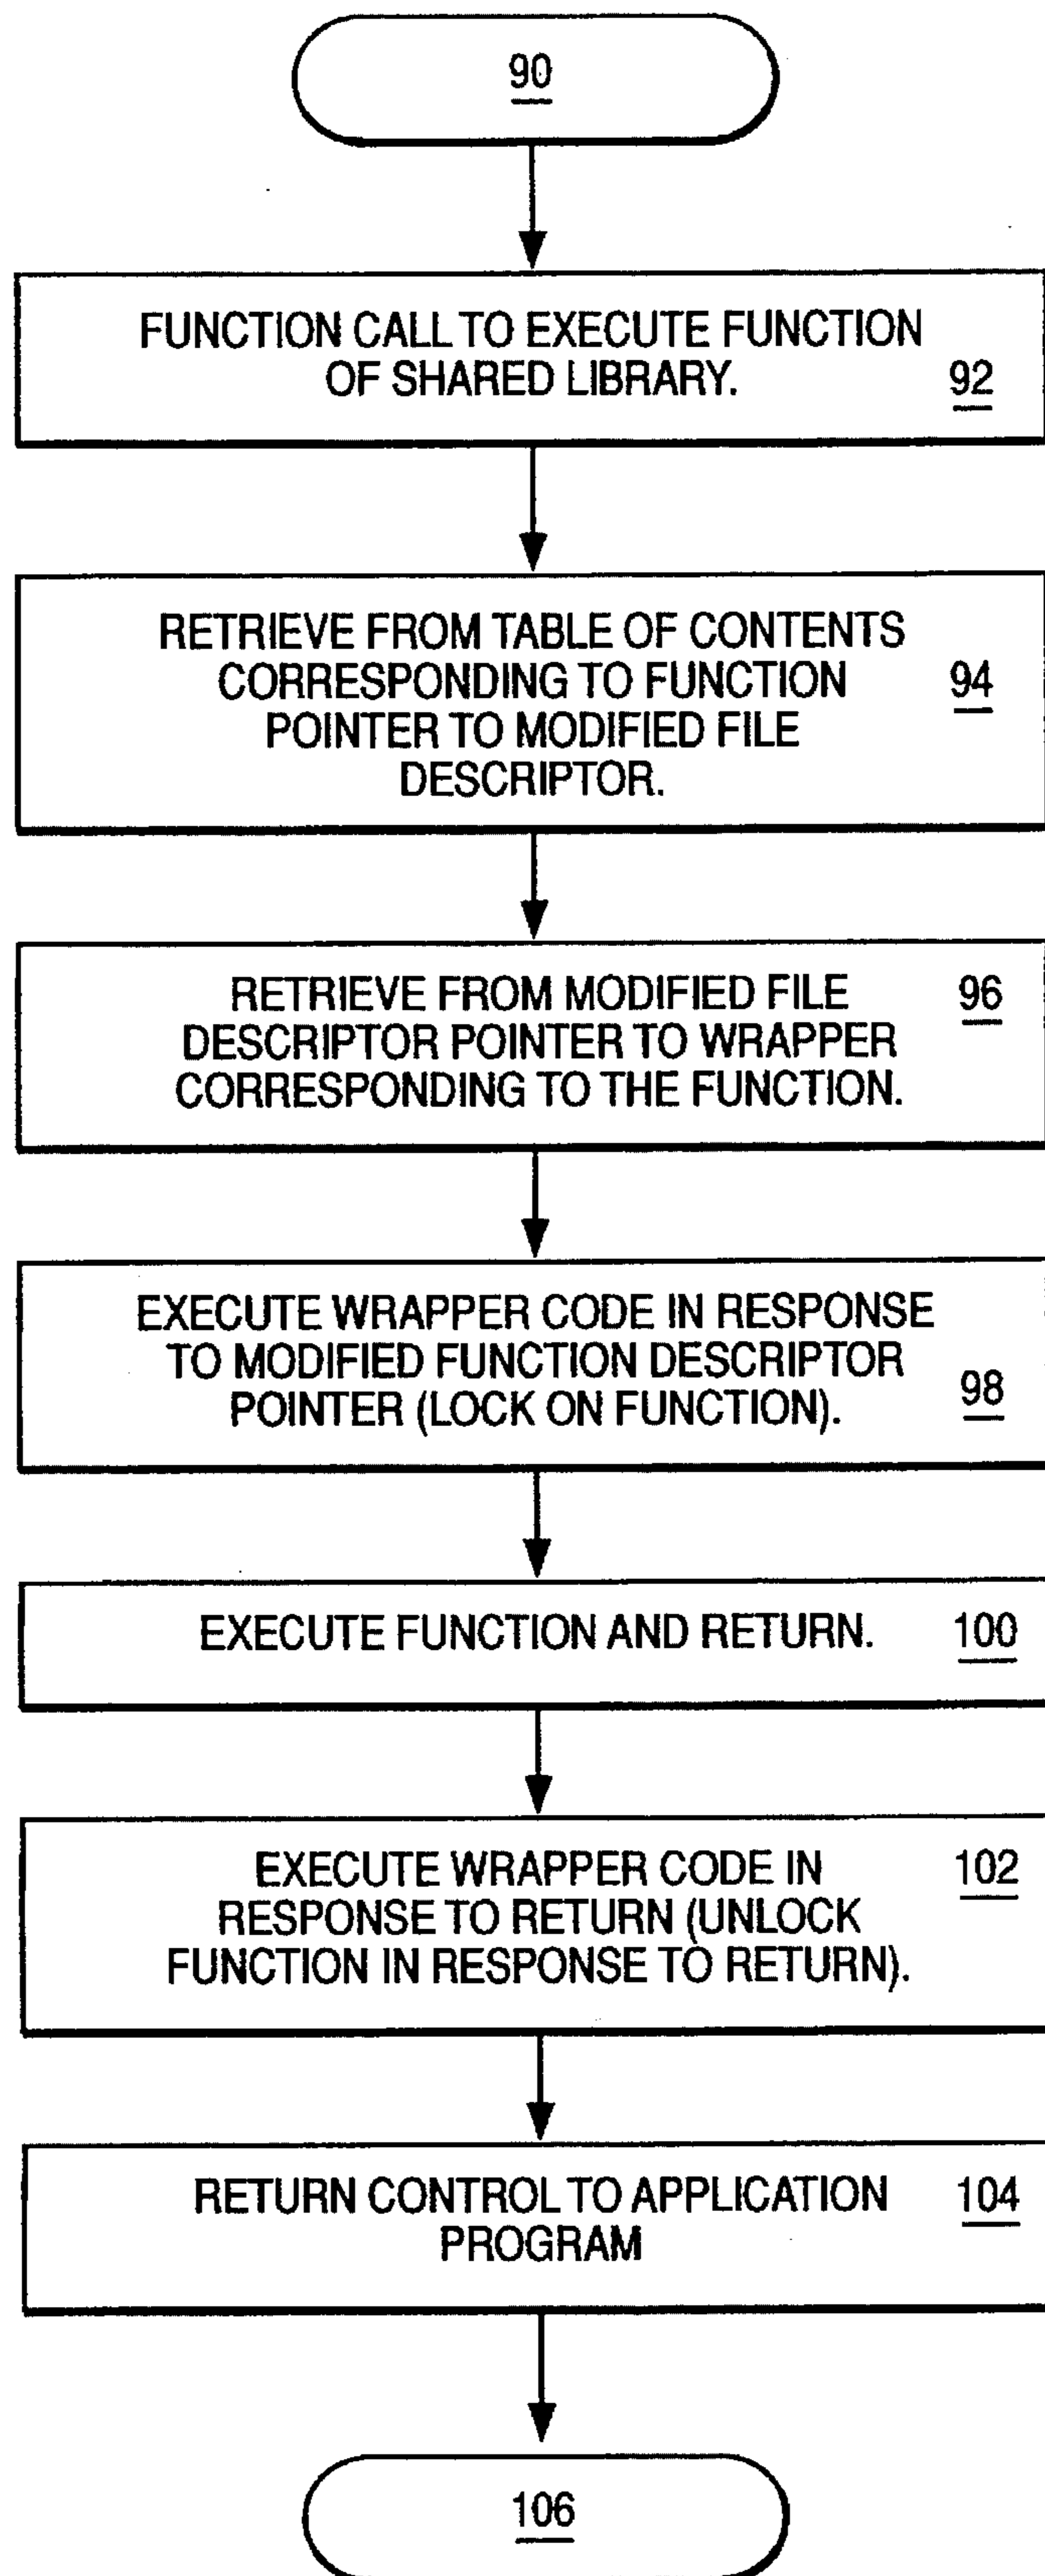 90
FUNCTION CALL TO EXECUTE FUNCTION
OF SHARED LIBRARY.
92
RETRIEVE FROM TABLE OF CONTENTS
CORRESPONDING TO FUNCTION
94
POINTER TO MODIFIED FILE
DESCRIPTOR.
RETRIEVE FROM MODIFIED FILE
96
DESCRIPTOR POINTER TO WRAPPER
CORRESPONDING TO THE FUNCTION.
EXECUTE WRAPPER CODE IN RESPONSE
TO MODIFIED FUNCTION DESCRIPTOR
98
POINTER (LOCK ON FUNCTION).
EXECUTE FUNCTION AND RETURN.
100
EXECUTE WRAPPER CODE IN
102
RESPONSE TO RETURN (UNLOCK
FUNCTION IN RESPONSE TO RETURN).
RETURN CONTROL TO APPLICATION
104
PROGRAM
106